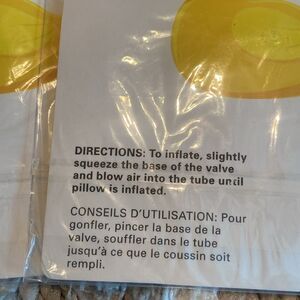 DIRECTIONS: To inflate, slightly
squeeze the base of the valve
and blow air into the tube until
pillow is inflated.
CONSEILS D'UTILISATION: Pour
gonfler, pincer la base de la
valve, souffler dans le tube
jusqu'à ce que le coussin soit
rempli.